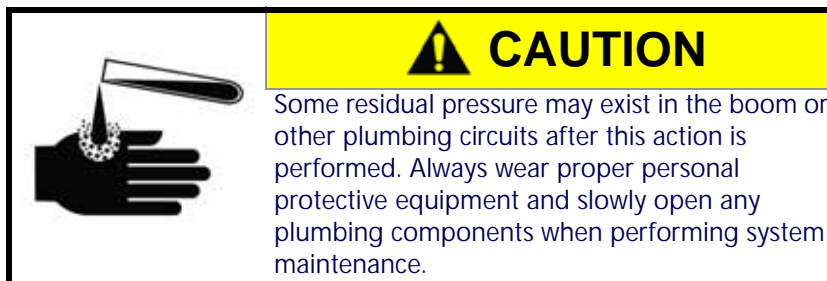 CAUTION
Some residual pressure may exist in the boom or
other plumbing circuits after this action is
performed. Always wear proper personal
protective equipment and slowly open any
plumbing components when performing system
maintenance.